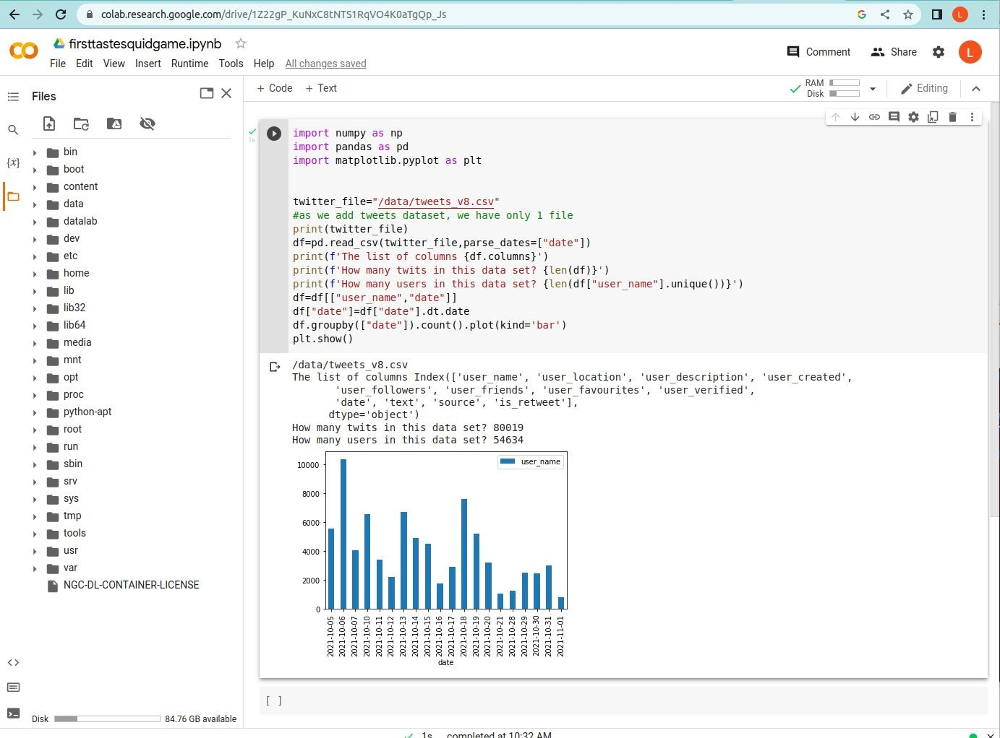 colab.research.google.com/drive/1Z22gP_KuNxC8tNTS1RqVO4K0aTgQp_Js
L
firsttastesquidgame.ipynb
File Edit View Insert Runtime Tools Help All changes saved
Comment Share L
Files
+ Code + Text
RAM
Disk
Editing
{x}
bin
boot
content
data
datalab
dev
etc
home
lib
lib32
lib64
media
mnt
opt
proc
python-apt
root
run
sbin
srv
sys
tmp
tools
usr
var
NGC-DL-CONTAINER-LICENSE
Disk 84.76 GB available
1s
import numpy as np
import pandas as pd
import matplotlib.pyplot as plt
twitter_file="/data/tweets_v8.csv"
#as we add tweets dataset, we have only 1 file
print(twitter_file)
df=pd.read_csv(twitter_file,parse_dates=["date"])
print(f'The list of columns {df.columns}')
print(f'How many twits in this data set? {len(df)}')
print(f'How many users in this data set? {len(df["user_name"].unique())}')
df=df[["user_name","date"]]
df["date"]=df["date"].dt.date
df.groupby(["date"]).count().plot(kind='bar')
plt.show()
/data/tweets_v8.csv
The list of columns Index(['user_name', 'user_location', 'user_description', 'user_created',
'user_followers', 'user_friends', 'user_favourites', 'user_verified',
'date', 'text', 'source', 'is_retweet'],
dtype='object')
How many twits in this data set? 80019
How many users in this data set? 54634
user_name
10000
8000
6000
4000
2000
0
2021-10-05
2021-10-06
2021-10-07
2021-10-10
2021-10-11
2021-10-12
2021-10-13
2021-10-14
2021-10-15
2021-10-16
2021-10-17
2021-10-18
2021-10-19
2021-10-20
2021-10-21
2021-10-28
2021-10-29
2021-10-30
2021-10-31
2021-11-01
date
[ ]
1s completed at 10:32 AM